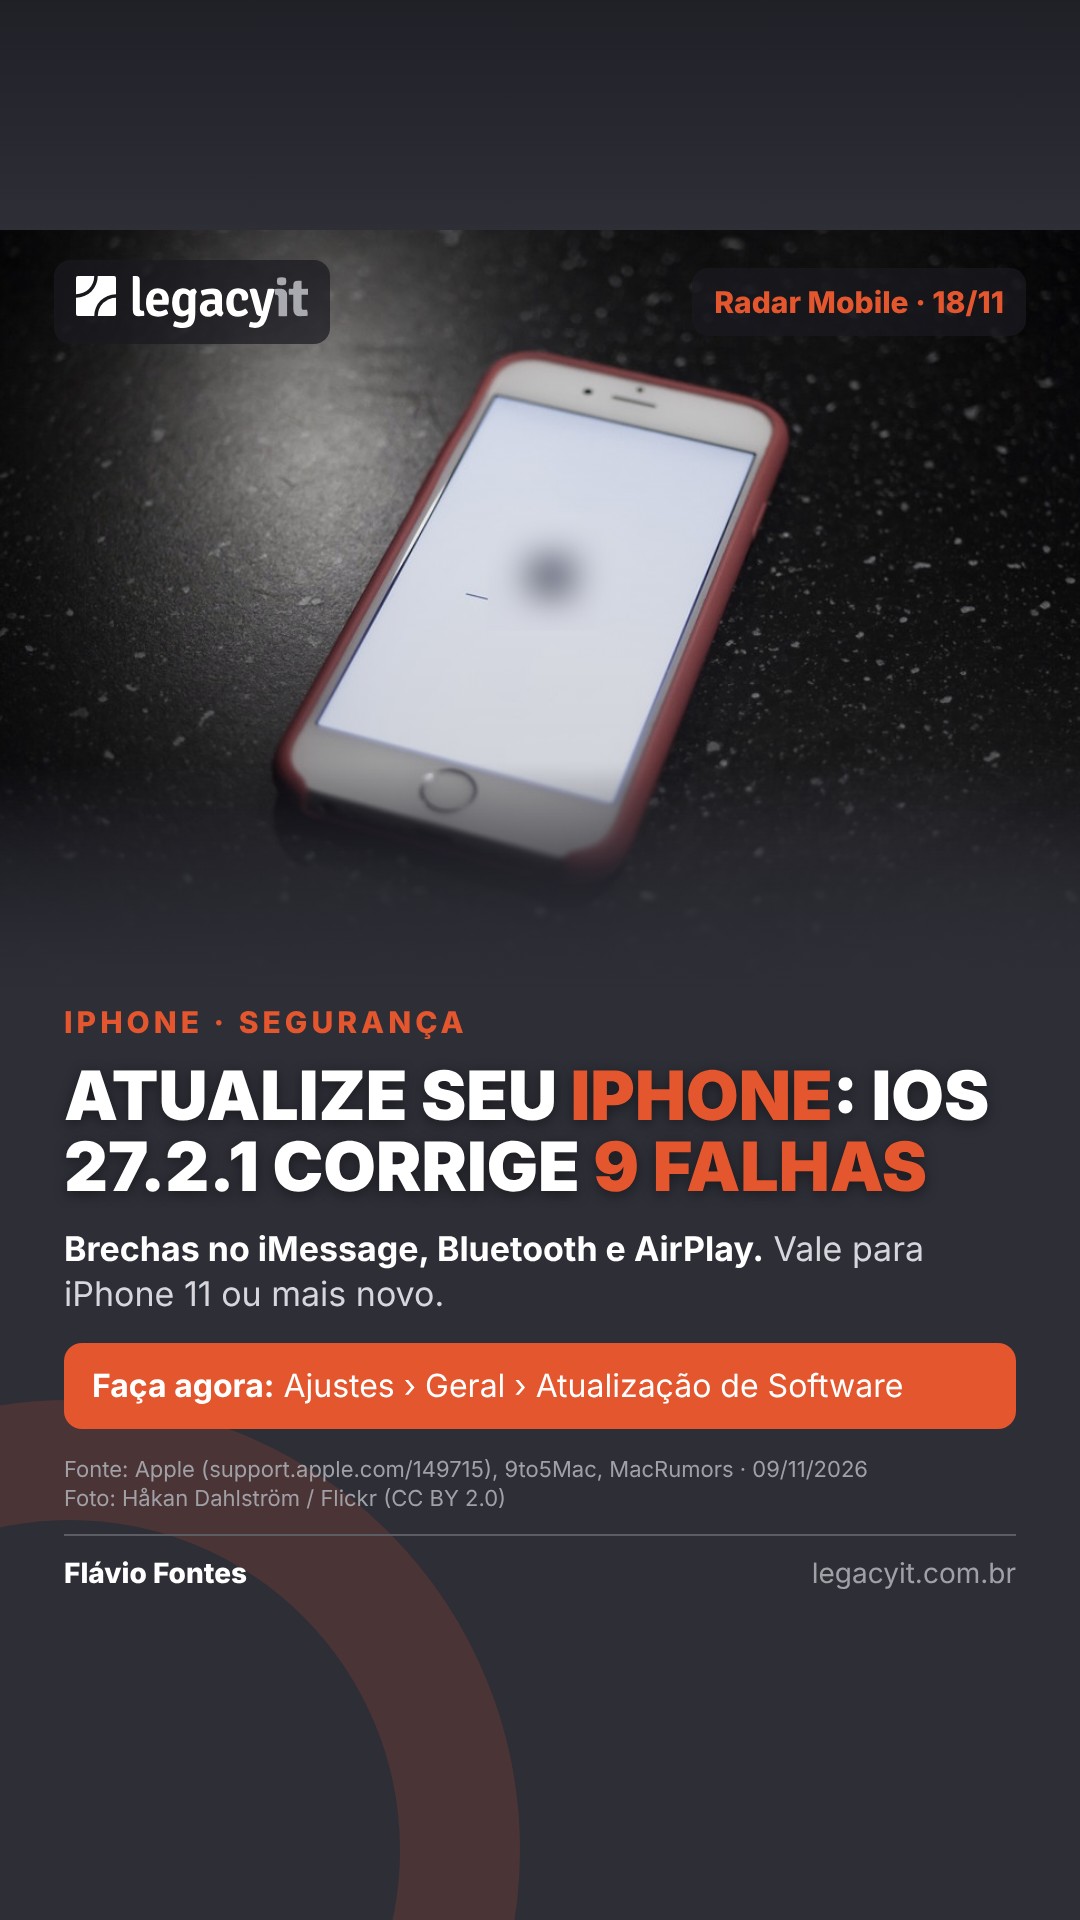 legacyit
Radar Mobile · 18/11
IPHONE · SEGURANÇA
ATUALIZE SEU IPHONE: IOS
27.2.1 CORRIGE 9 FALHAS
Brechas no iMessage, Bluetooth e AirPlay. Vale para
iPhone 11 ou mais novo.
Faça agora: Ajustes › Geral › Atualização de Software
Fonte: Apple (support.apple.com/149715), 9to5Mac, MacRumors · 09/11/2026
Foto: Håkan Dahlström / Flickr (CC BY 2.0)
Flávio Fontes
legacyit.com.br